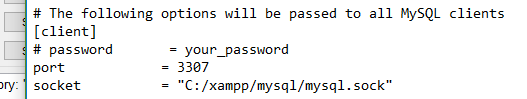 # The following options will be passed to all MySQL clients
[client]
# password       = your_password
port            = 3307
socket          = "C:/xampp/mysql/mysql.sock"
ory: